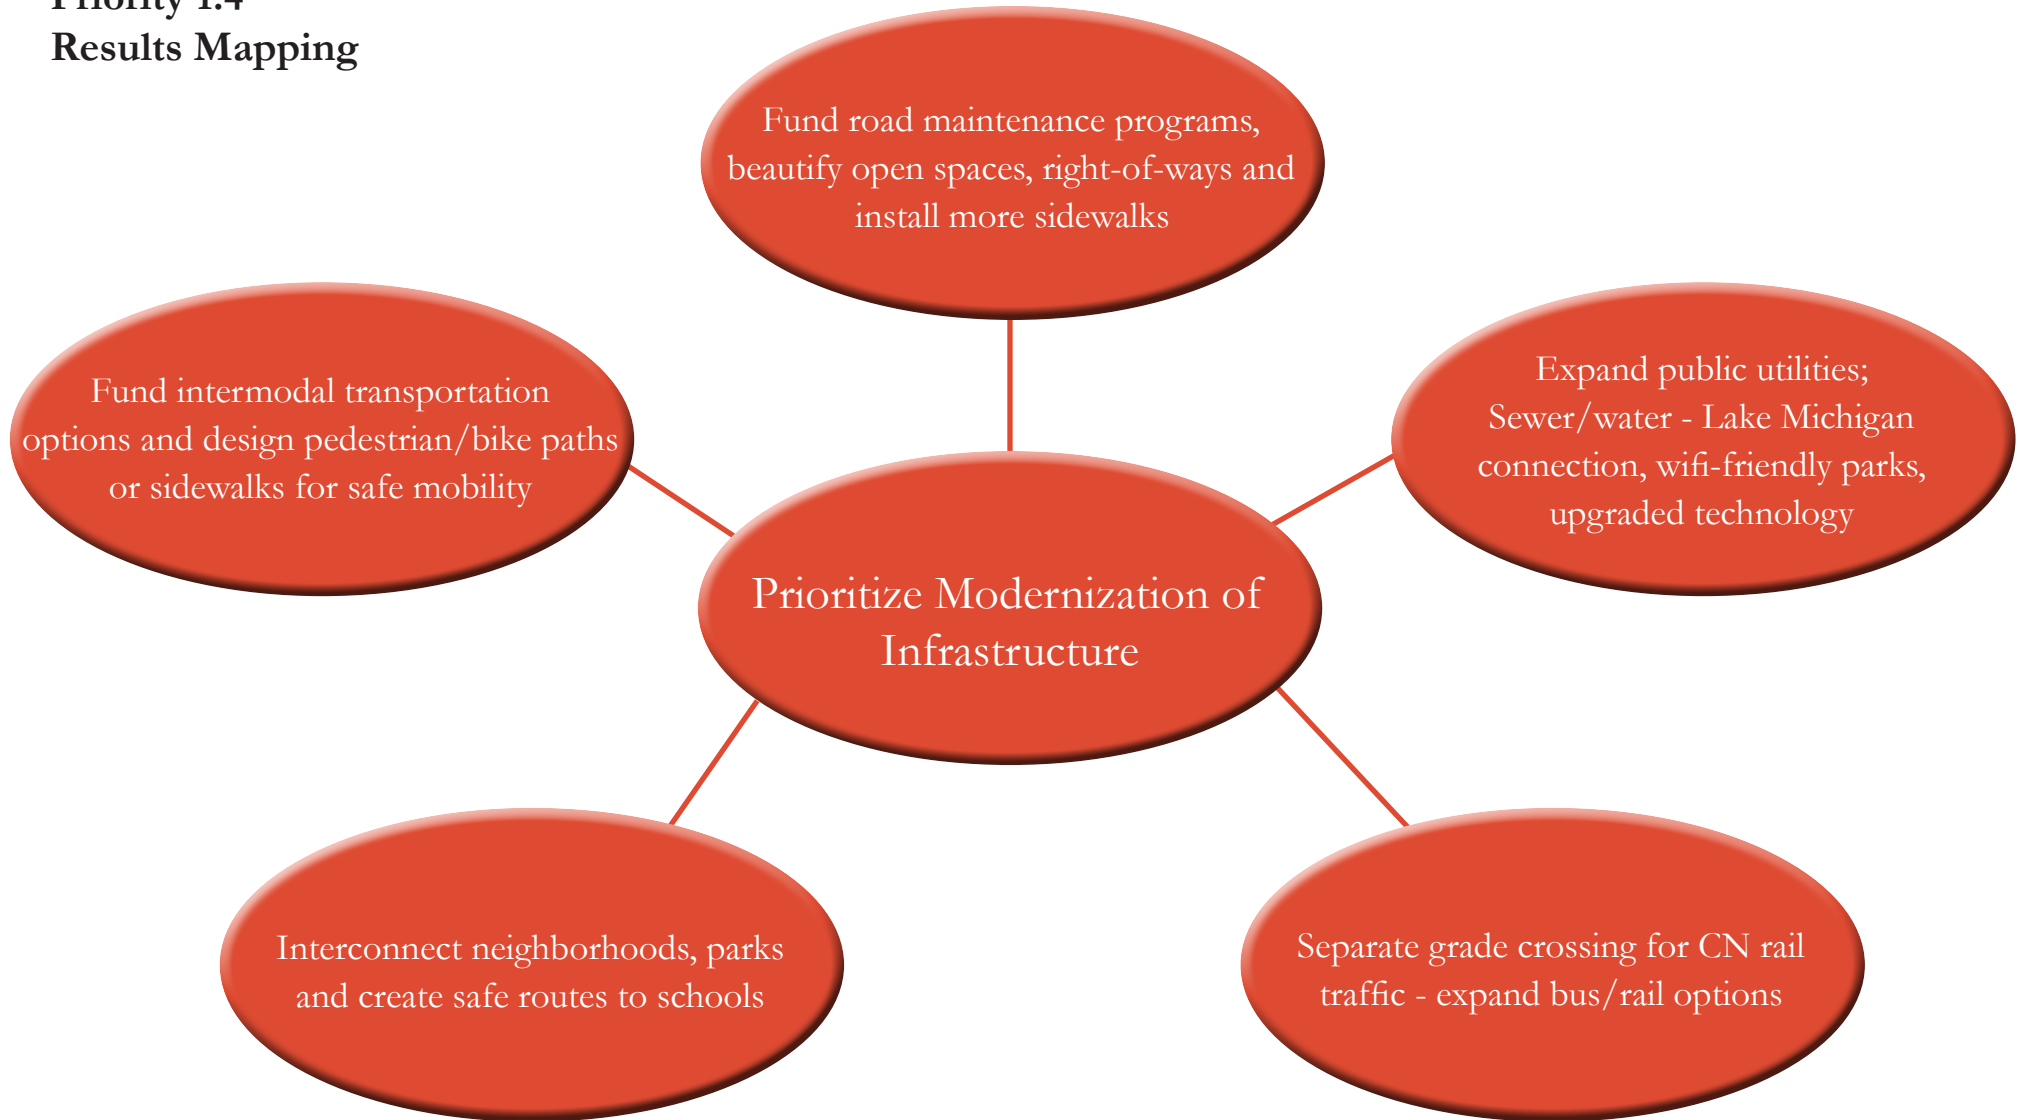 Priority 1.4
Results Mapping
Fund road maintenance programs,
beautify open spaces, right-of-ways and
install more sidewalks
Fund intermodal transportation
options and design pedestrian/bike paths
or sidewalks for safe mobility
Expand public utilities;
Sewer/water - Lake Michigan
connection, wifi-friendly parks,
upgraded technology
Prioritize Modernization of
Infrastructure
Interconnect neighborhoods, parks
and create safe routes to schools
Separate grade crossing for CN rail
traffic - expand bus/rail options